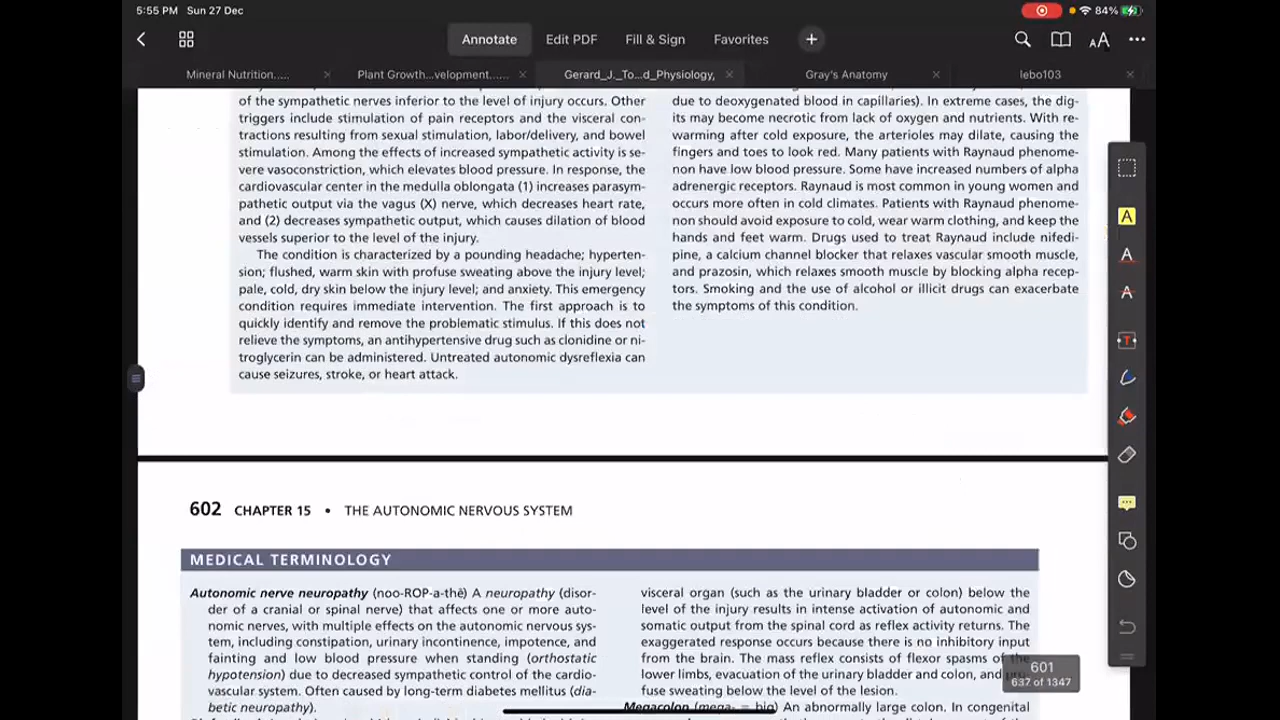 5:55 PM Sun 27 Dec
84%
Annotate Edit PDF Fill & Sign Favorites
Mineral Nutrition..... Plant Growth...velopment...... Gerard_J._To...d_Physiology, Gray's Anatomy lebo103
of the sympathetic nerves inferior to the level of injury occurs. Other
triggers include stimulation of pain receptors and the visceral con-
tractions resulting from sexual stimulation, labor/delivery, and bowel
stimulation. Among the effects of increased sympathetic activity is se-
vere vasoconstriction, which elevates blood pressure. In response, the
cardiovascular center in the medulla oblongata (1) increases parasym-
pathetic output via the vagus (X) nerve, which decreases heart rate,
and (2) decreases sympathetic output, which causes dilation of blood
vessels superior to the level of the injury.
The condition is characterized by a pounding headache; hyperten-
sion; flushed, warm skin with profuse sweating above the injury level;
pale, cold, dry skin below the injury level; and anxiety. This emergency
condition requires immediate intervention. The first approach is to
quickly identify and remove the problematic stimulus. If this does not
relieve the symptoms, an antihypertensive drug such as clonidine or ni-
troglycerin can be administered. Untreated autonomic dysreflexia can
cause seizures, stroke, or heart attack.
due to deoxygenated blood in capillaries). In extreme cases, the dig-
its may become necrotic from lack of oxygen and nutrients. With re-
warming after cold exposure, the arterioles may dilate, causing the
fingers and toes to look red. Many patients with Raynaud phenome-
non have low blood pressure. Some have increased numbers of alpha
adrenergic receptors. Raynaud is most common in young women and
occurs more often in cold climates. Patients with Raynaud phenome-
non should avoid exposure to cold, wear warm clothing, and keep the
hands and feet warm. Drugs used to treat Raynaud include nifedi-
pine, a calcium channel blocker that relaxes vascular smooth muscle,
and prazosin, which relaxes smooth muscle by blocking alpha recep-
tors. Smoking and the use of alcohol or illicit drugs can exacerbate
the symptoms of this condition.
602 CHAPTER 15 • THE AUTONOMIC NERVOUS SYSTEM
MEDICAL TERMINOLOGY
Autonomic nerve neuropathy (noo-ROP-a-thē) A neuropathy (disor-
der of a cranial or spinal nerve) that affects one or more auto-
nomic nerves, with multiple effects on the autonomic nervous sys-
tem, including constipation, urinary incontinence, impotence, and
fainting and low blood pressure when standing (orthostatic
hypotension) due to decreased sympathetic control of the cardio-
vascular system. Often caused by long-term diabetes mellitus (dia-
betic neuropathy).
visceral organ (such as the urinary bladder or colon) below the
level of the injury results in intense activation of autonomic and
somatic output from the spinal cord as reflex activity returns. The
exaggerated response occurs because there is no inhibitory input
from the brain. The mass reflex consists of flexor spasms of the
lower limbs, evacuation of the urinary bladder and colon, and
fuse sweating below the level of the lesion.
Megacolon (mega- = big) An abnormally large colon. In congenital
601
637 of 1347